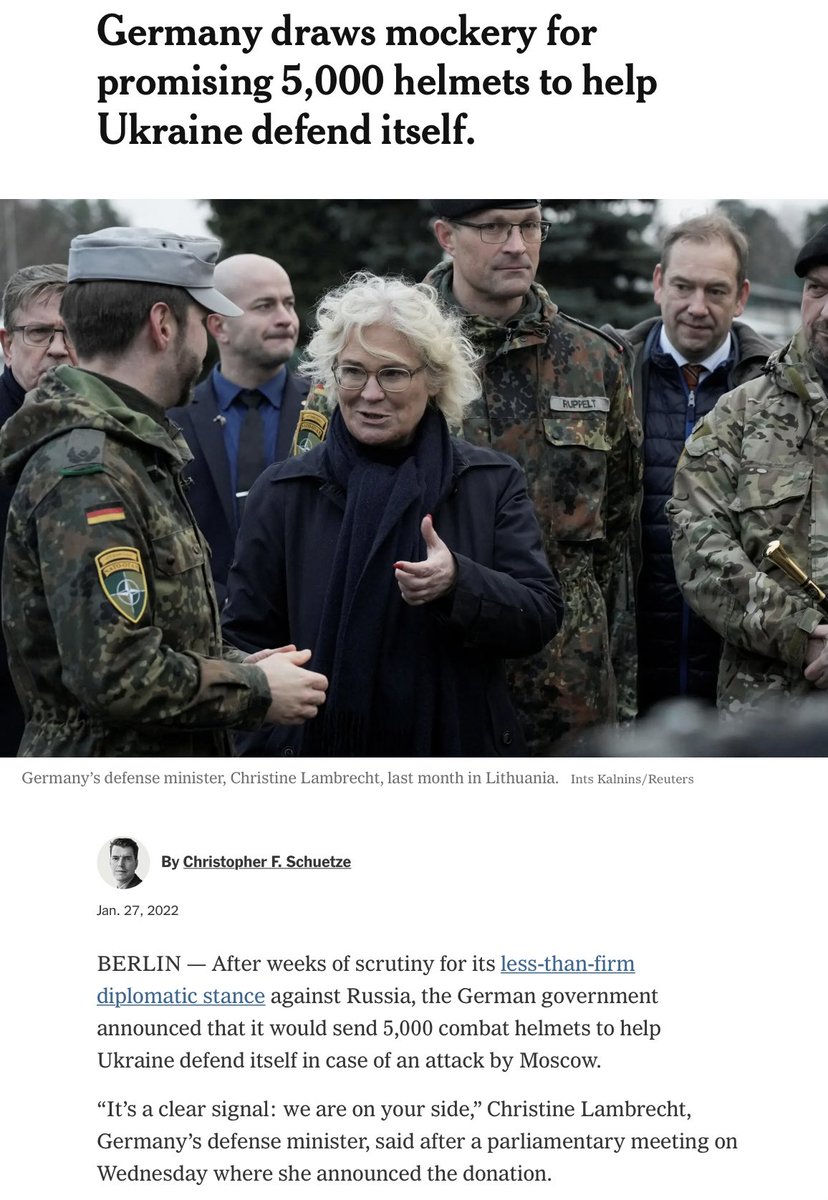 Germany draws mockery for
promising 5,000 helmets to help
Ukraine defend itself.
RUPPELT
Germany’s defense minister, Christine Lambrecht, last month in Lithuania. Ints Kalnins/Reuters
By Christopher F. Schuetze
Jan. 27, 2022
BERLIN — After weeks of scrutiny for its less-than-firm
diplomatic stance against Russia, the German government
announced that it would send 5,000 combat helmets to help
Ukraine defend itself in case of an attack by Moscow.
“It’s a clear signal: we are on your side,” Christine Lambrecht,
Germany’s defense minister, said after a parliamentary meeting on
Wednesday where she announced the donation.